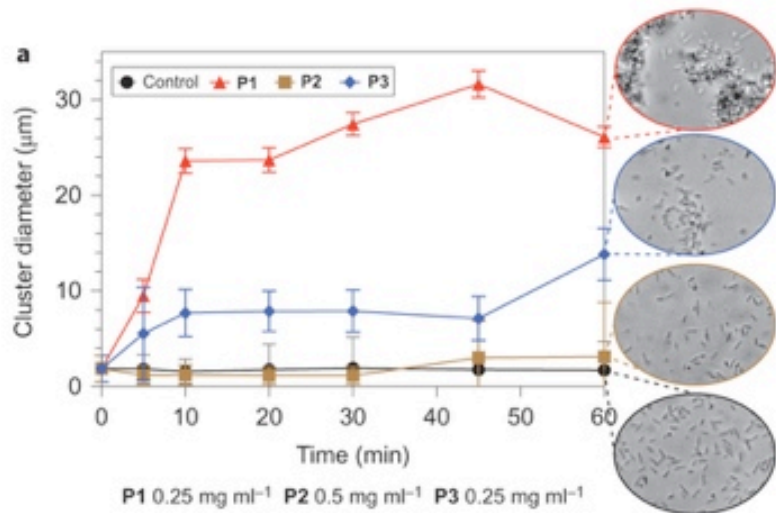 a
Control P1 P2 P3
Cluster diameter (μm)
30
20
10
0
0 10 20 30 40 50 60
Time (min)
P1 0.25 mg ml⁻¹ P2 0.5 mg ml⁻¹ P3 0.25 mg ml⁻¹